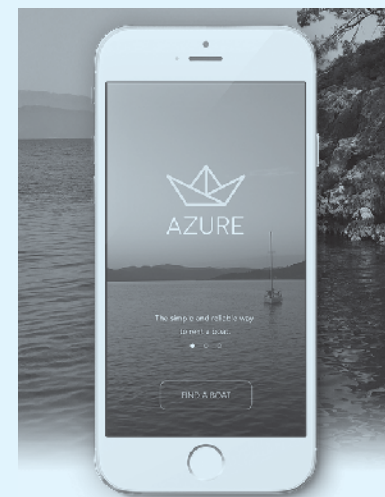 AZURE
The simple and reliable way
to rent a boat.
FIND A BOAT